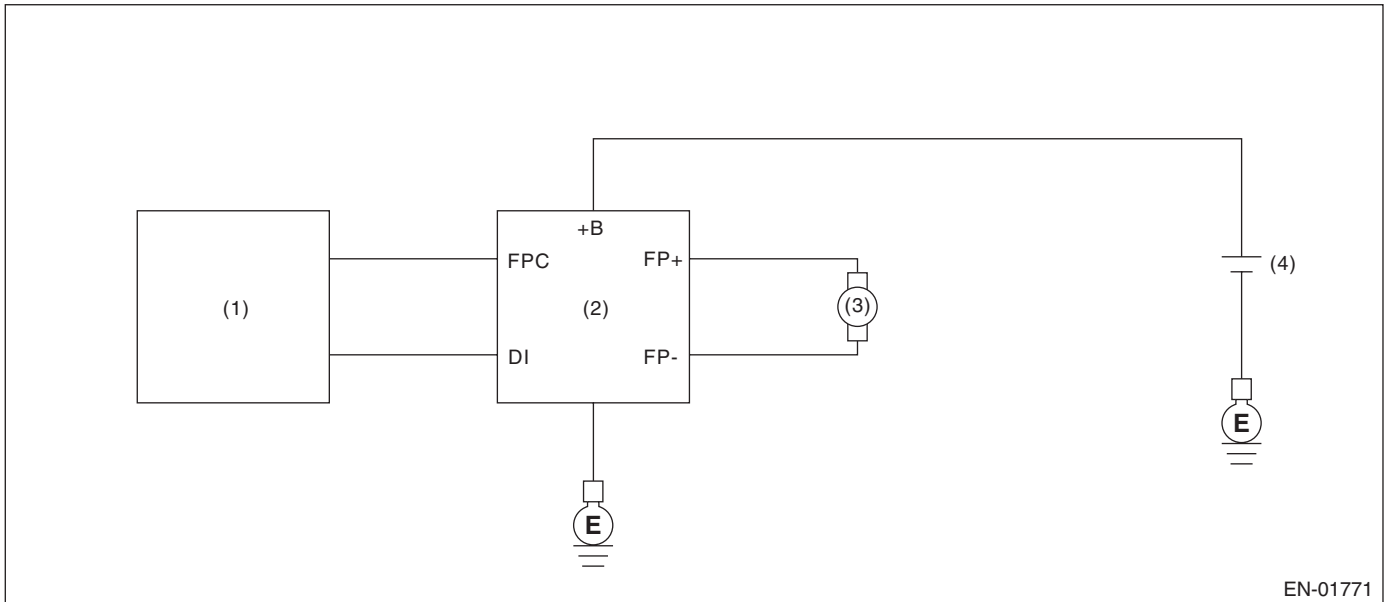 +B
FPC
FP+
(1)
(2)
(3)
(4)
DI
FP-
E
E
EN-01771